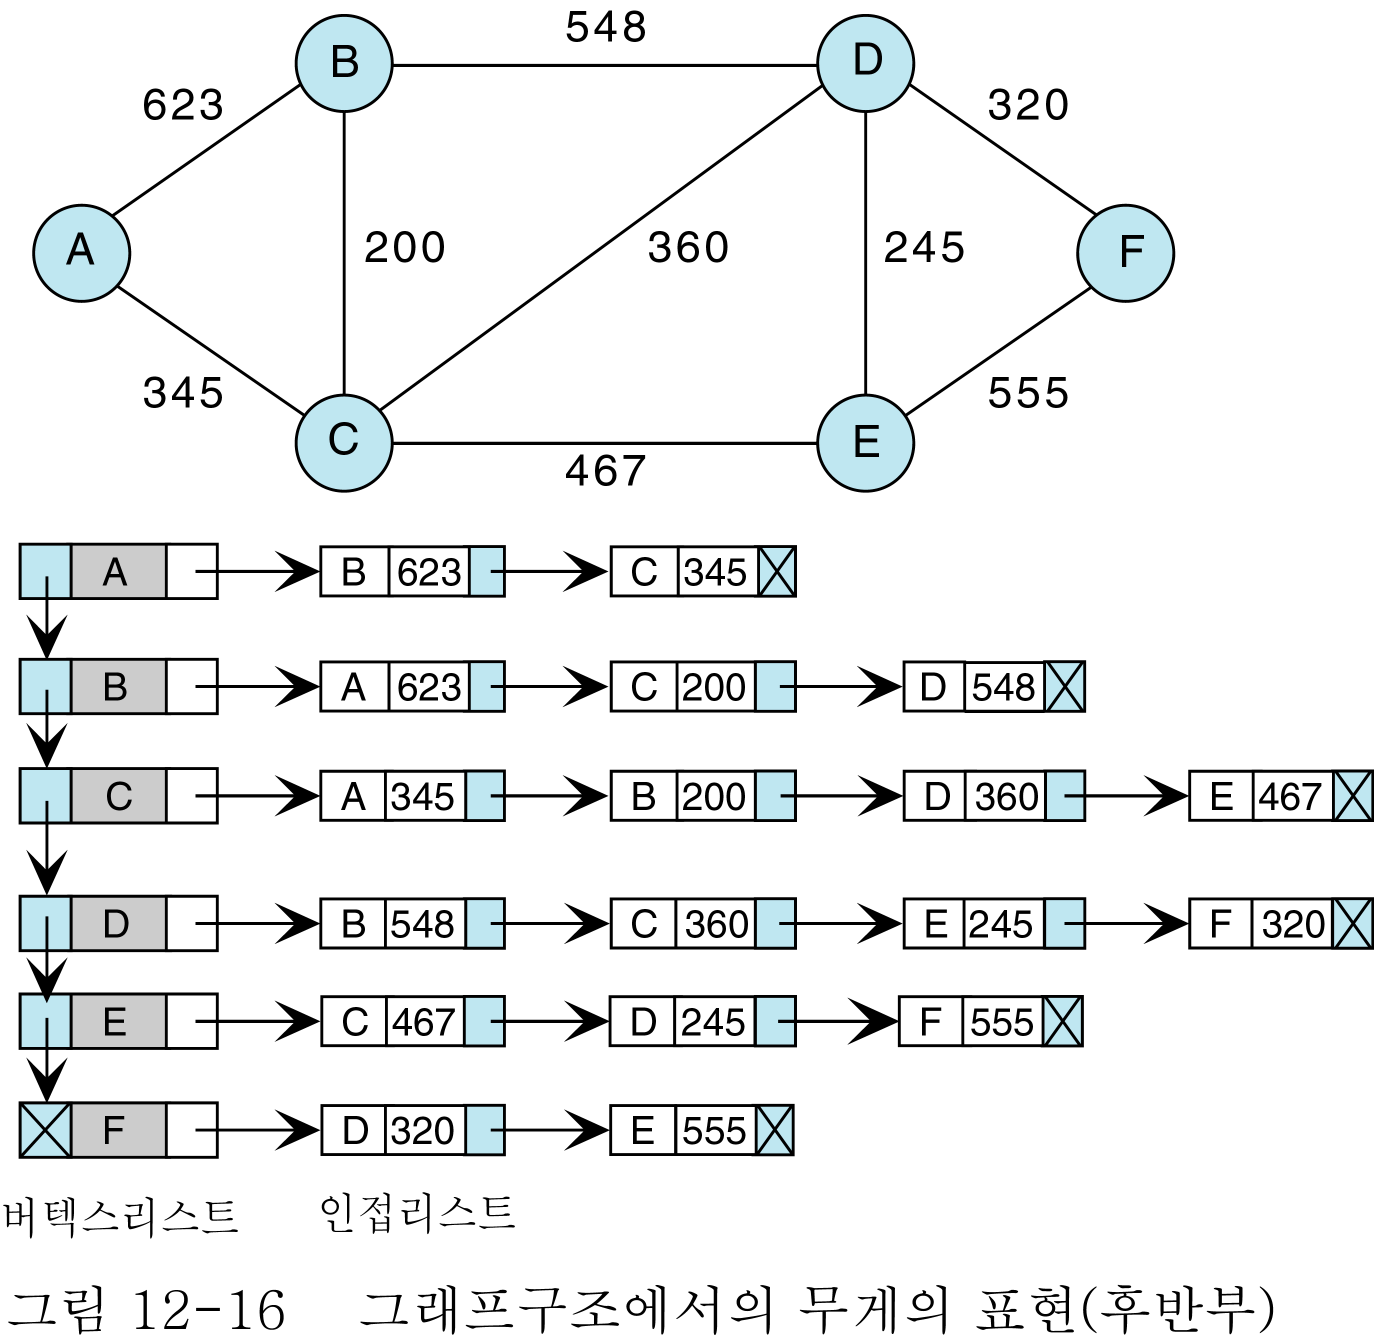 548
B D
623 320
A 200 360 245 F
345 555
C E
467
A B 623 C 345
B A 623 C 200 D 548
C A 345 B 200 D 360 E 467
D B 548 C 360 E 245 F 320
E C 467 D 245 F 555
F D 320 E 555
버텍스리스트 인접리스트
그림 12-16 그래프구조에서의 무게의 표현(후반부)